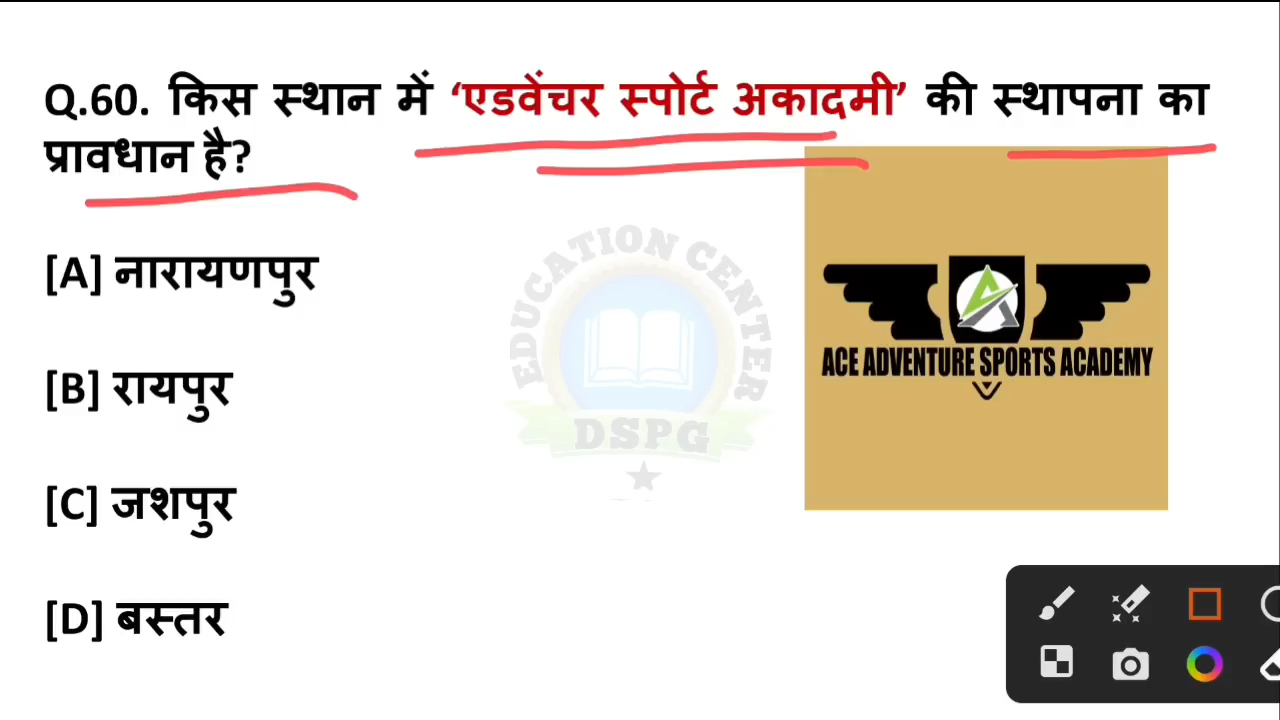 Q.60. किस स्थान में ‘एडवेंचर स्पोर्ट अकादमी’ की स्थापना का
प्रावधान है?
[A] नारायणपुर
[B] रायपुर
[C] जशपुर
[D] बस्तर
EDUCATION CENTER
DSPG
ACE ADVENTURE SPORTS ACADEMY